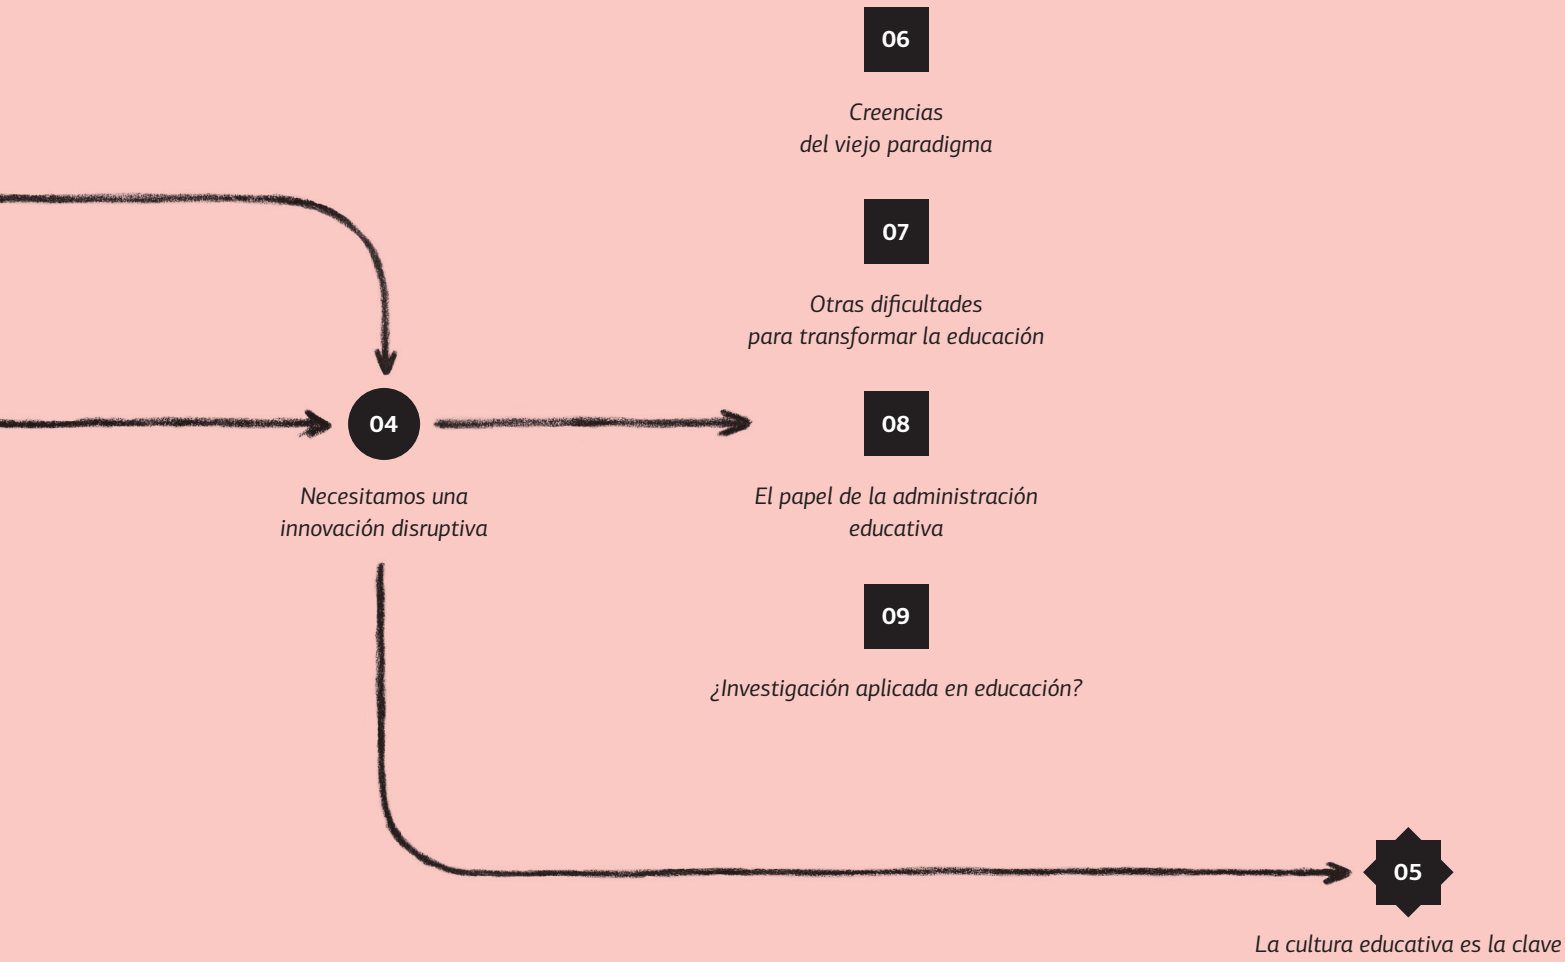 06
Creencias
del viejo paradigma
07
Otras dificultades
para transformar la educación
04
Necesitamos una
innovación disruptiva
08
El papel de la administración
educativa
09
¿Investigación aplicada en educación?
05
La cultura educativa es la clave